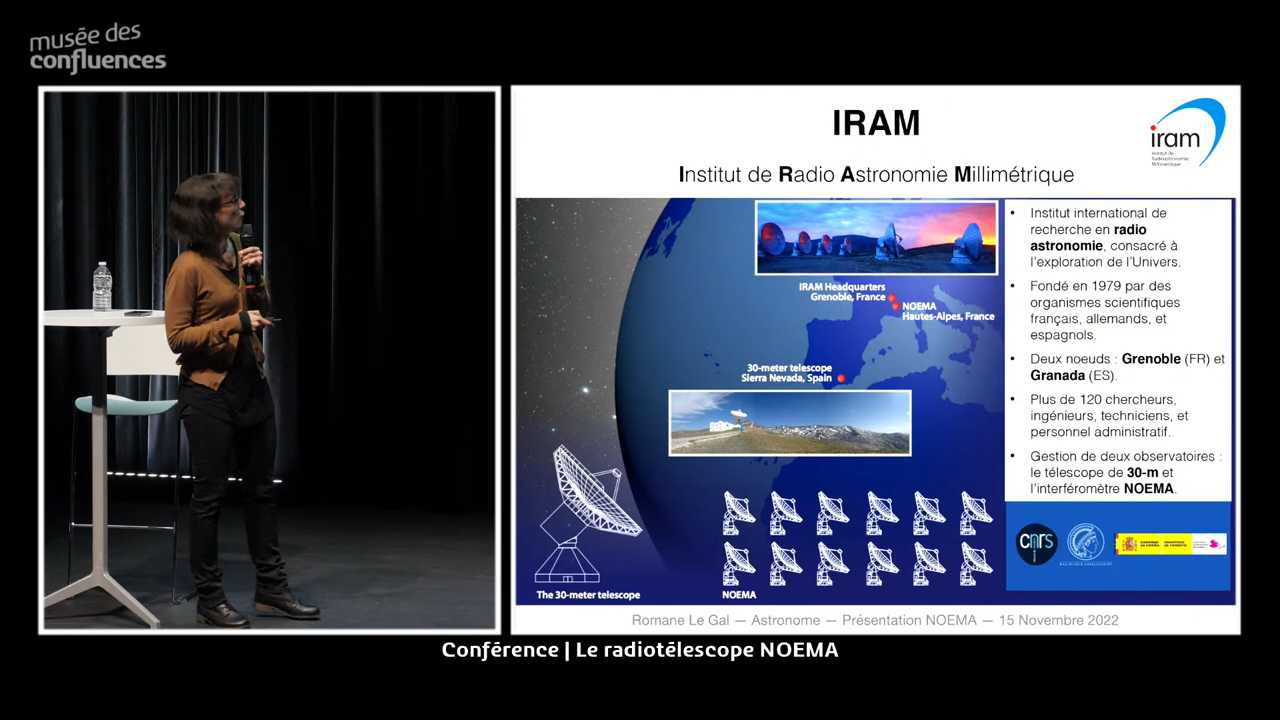 musée des
confluences
IRAM
Institut de Radio Astronomie Millimétrique
iram
Institut de
Radioastronomie
Millimétrique
IRAM Headquarters
Grenoble, France
NOEMA
Hautes-Alpes, France
30-meter telescope
Sierra Nevada, Spain
The 30-meter telescope
NOEMA
• Institut international de
recherche en radio
astronomie, consacré à
l'exploration de l'Univers.
• Fondé en 1979 par des
organismes scientifiques
français, allemands, et
espagnols.
• Deux noeuds : Grenoble (FR) et
Granada (ES).
• Plus de 120 chercheurs,
ingénieurs, techniciens, et
personnel administratif.
• Gestion de deux observatoires :
le télescope de 30-m et
l'interféromètre NOEMA.
cnrs
Romane Le Gal — Astronome — Présentation NOEMA — 15 Novembre 2022
Conférence | Le radiotélescope NOEMA